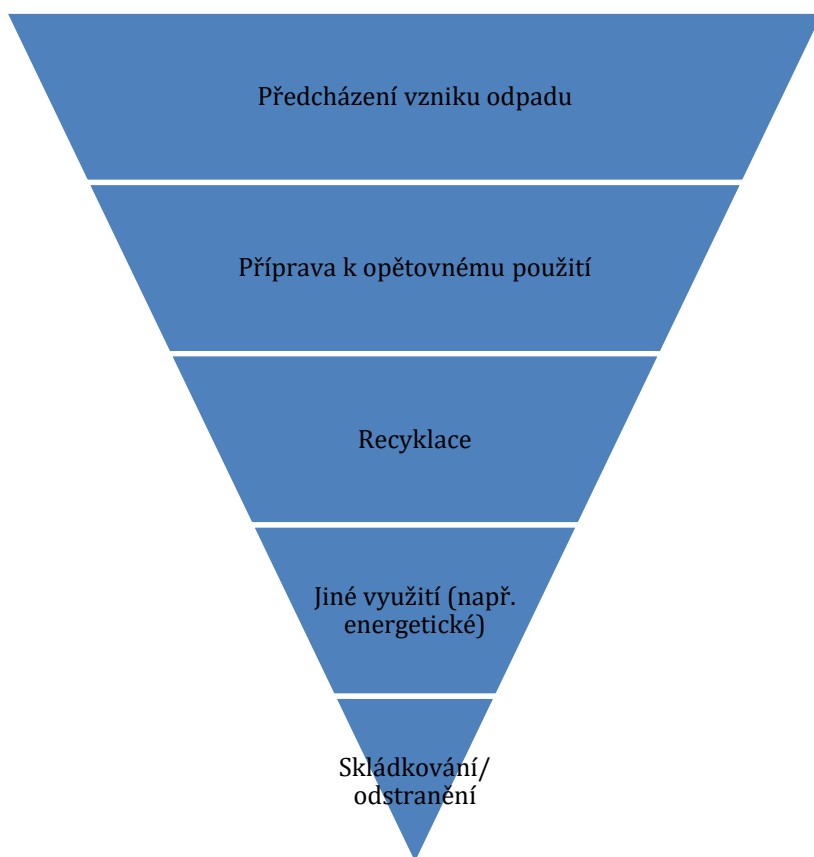 Předcházení vzniku odpadu
Příprava k opětovnému použití
Recyklace
Jiné využití (např.
energetické)
Skládkování/
odstranění